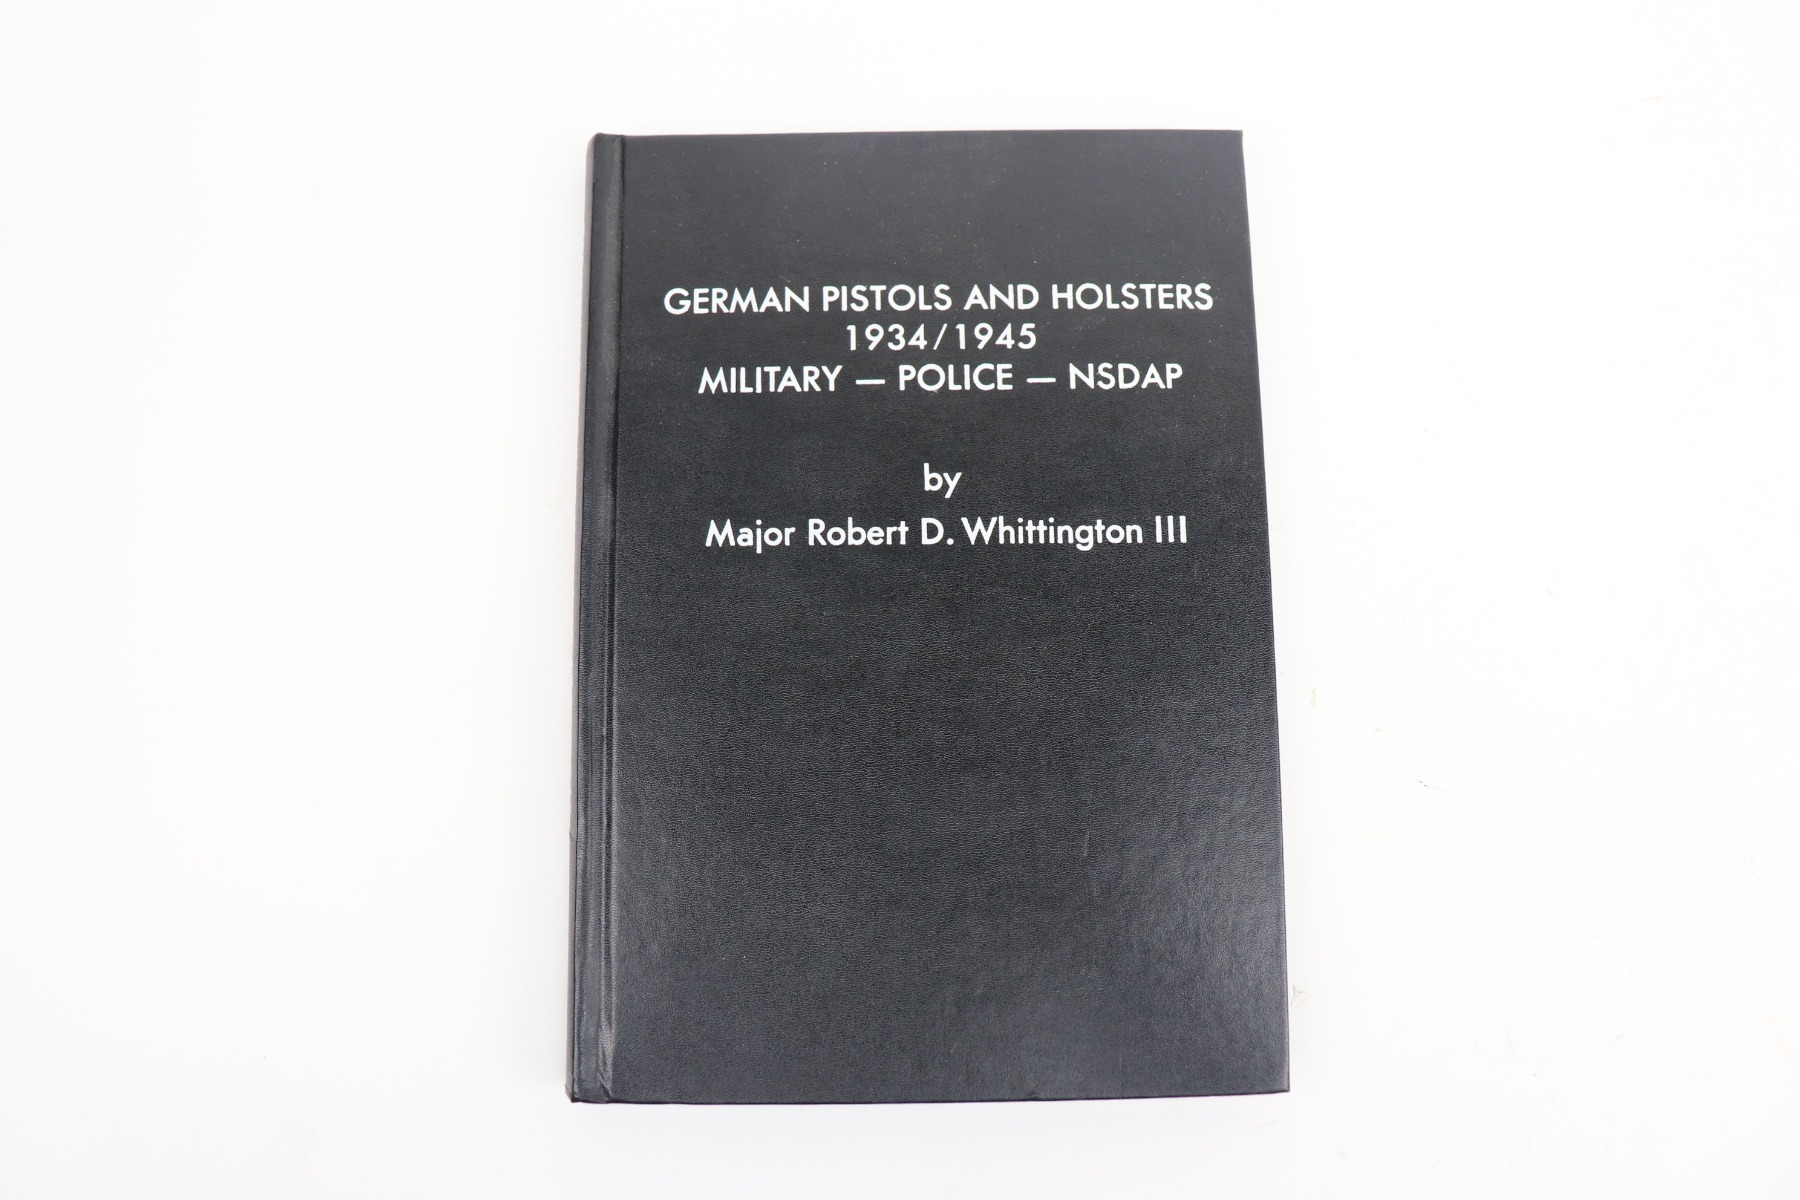 GERMAN PISTOLS AND HOLSTERS
1934/1945
MILITARY — POLICE — NSDAP
by
Major Robert D. Whittington III